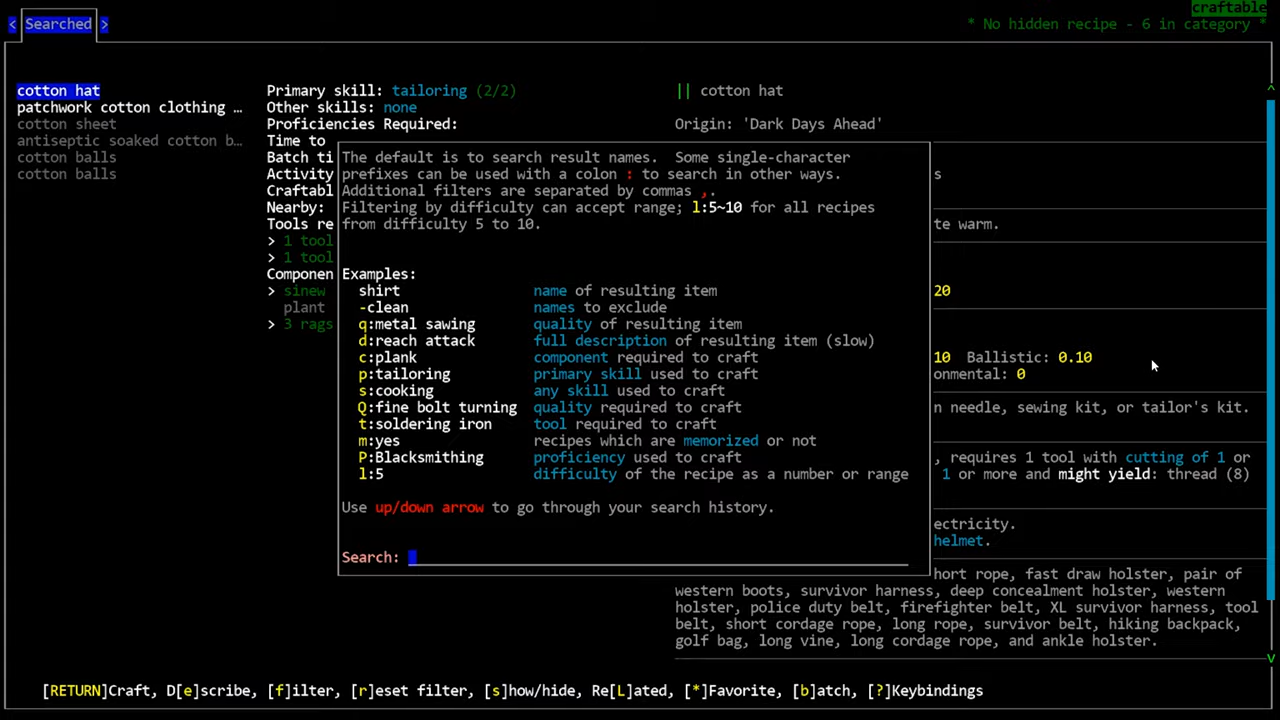 craftable
< Searched >
* No hidden recipe - 6 in category *
cotton hat
patchwork cotton clothing …
cotton sheet
antiseptic soaked cotton b…
cotton balls
cotton balls
Primary skill: tailoring (2/2)
Other skills: none
Proficiencies Required:
Time to
Batch ti
Activity
Craftabl
Nearby:
Tools re
> 1 tool
> 1 tool
Component
> sinew
plant
> 3 rags
|| cotton hat
Origin: 'Dark Days Ahead'
s
te warm.
20
10 Ballistic: 0.10
onmental: 0
n needle, sewing kit, or tailor's kit.
, requires 1 tool with cutting of 1 or
1 or more and might yield: thread (8)
ectricity.
helmet.
hort rope, fast draw holster, pair of
western boots, survivor harness, deep concealment holster, western
holster, police duty belt, firefighter belt, XL survivor harness, tool
belt, short cordage rope, long rope, survivor belt, hiking backpack,
golf bag, long vine, long cordage rope, and ankle holster.
The default is to search result names. Some single-character
prefixes can be used with a colon : to search in other ways.
Additional filters are separated by commas ,.
Filtering by difficulty can accept range; l:5~10 for all recipes
from difficulty 5 to 10.
Examples:
shirt name of resulting item
-clean names to exclude
q:metal sawing quality of resulting item
d:reach attack full description of resulting item (slow)
c:plank component required to craft
p:tailoring primary skill used to craft
s:cooking any skill used to craft
Q:fine bolt turning quality required to craft
t:soldering iron tool required to craft
m:yes recipes which are memorized or not
P:Blacksmithing proficiency used to craft
l:5 difficulty of the recipe as a number or range
Use up/down arrow to go through your search history.
Search:
[RETURN]Craft, D[e]scribe, [f]ilter, [r]eset filter, [s]how/hide, Re[L]ated, [*]Favorite, [b]atch, [?]Keybindings